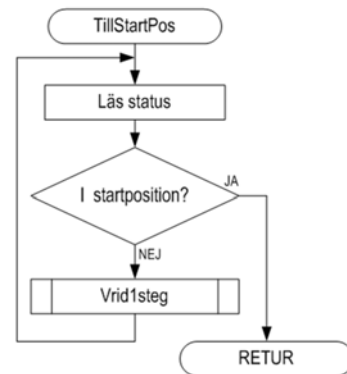 TillStartPos
Läs status
I startposition?
JA
NEJ
Vrid1steg
RETUR